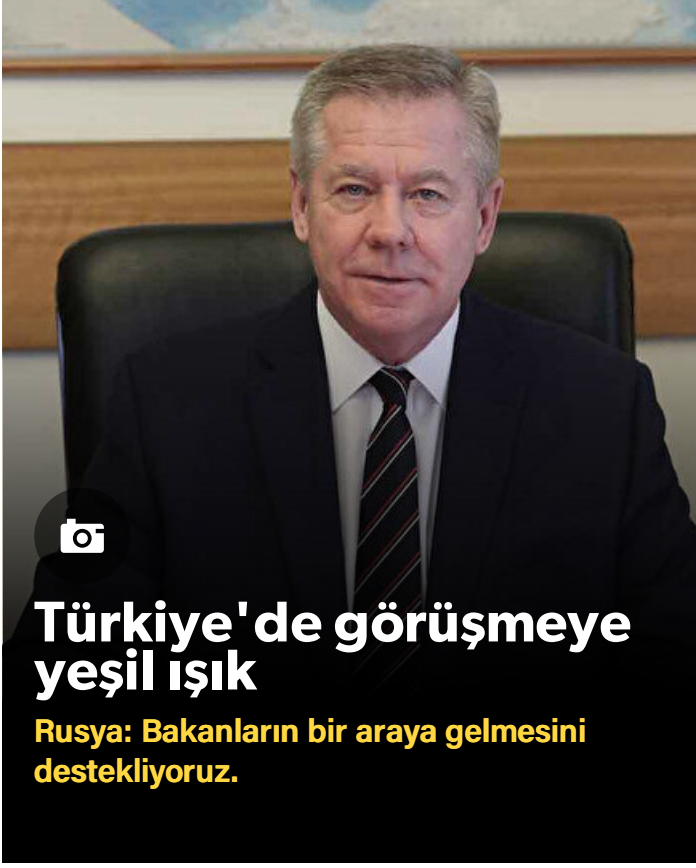 Türkiye'de görüşmeye
yeşil ışık
Rusya: Bakanların bir araya gelmesini
destekliyoruz.